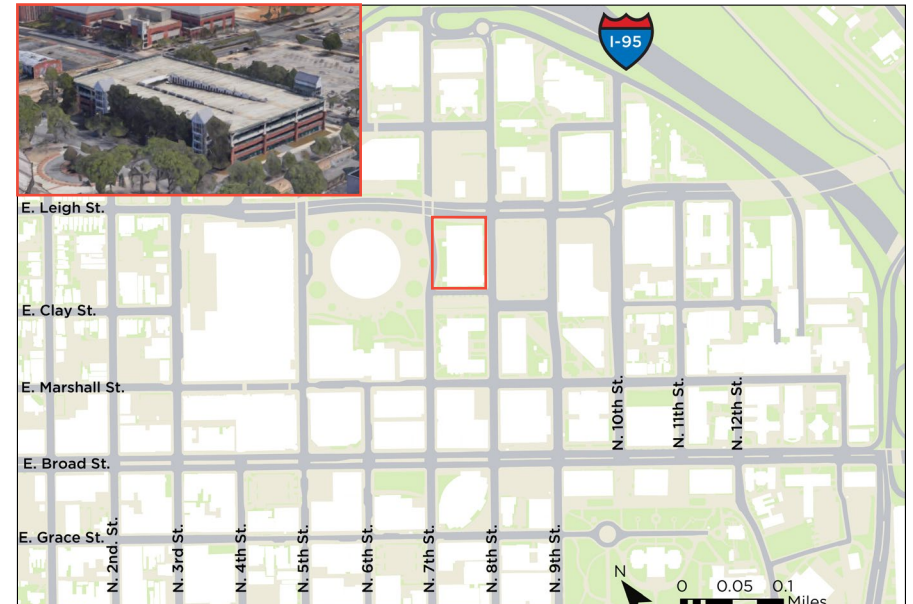 I-95
E. Leigh St.
E. Clay St.
E. Marshall St.
E. Broad St.
E. Grace St.
N. 2nd. St.
N. 3rd St.
N. 4th St.
N. 5th St.
N. 6th St.
N. 7th St.
N. 8th St.
N. 9th St.
N. 10th St.
N. 11th St.
N. 12th St.
N
0 0.05 0.1
Miles